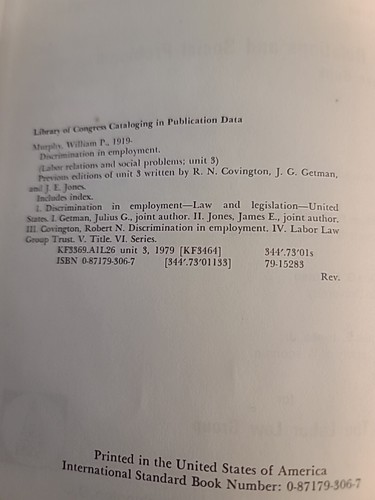 Library of Congress Cataloging in Publication Data
Murphy, William P., 1919-
Discrimination in employment.
(Labor relations and social problems; unit 3)
Previous editions of unit 3 written by R. N. Covington, J. G. Getman,
and J. E. Jones.
Includes index.
1. Discrimination in employment—Law and legislation—United
States. I. Getman, Julius G., joint author. II. Jones, James E., joint author.
III. Covington, Robert N. Discrimination in employment. IV. Labor Law
Group Trust. V. Title. VI. Series.
KF3369.A1L26 unit 3, 1979 [KF3464] 344'.73'01s
ISBN 0-87179-306-7 [344'.73'01133] 79-15283
Rev.
Printed in the United States of America
International Standard Book Number: 0-87179-306-7